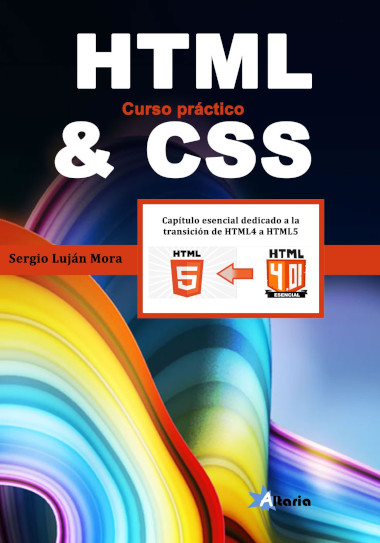 HTML
Curso práctico
& CSS
Capítulo esencial dedicado a la
transición de HTML4 a HTML5
Sergio Luján Mora
HTML
5
HTML
4.01
ESENCIAL
Altaria